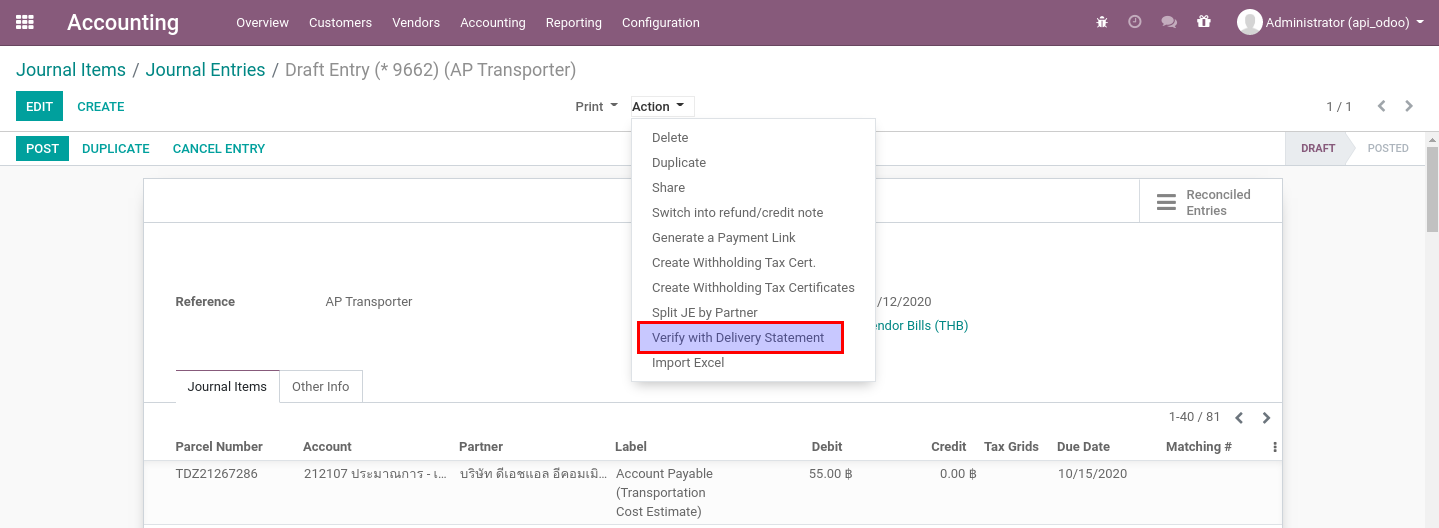 Accounting Overview Customers Vendors Accounting Reporting Configuration Administrator (api_odoo)
Journal Items / Journal Entries / Draft Entry (* 9662) (AP Transporter)
EDIT CREATE Print Action 1 / 1
POST DUPLICATE CANCEL ENTRY DRAFT POSTED
Delete
Duplicate
Share
Switch into refund/credit note
Generate a Payment Link
Create Withholding Tax Cert.
Create Withholding Tax Certificates
Split JE by Partner
Verify with Delivery Statement
Import Excel
Reconciled
Entries
Reference AP Transporter /12/2020
endor Bills (THB)
Journal Items Other Info
1-40 / 81
Parcel Number Account Partner Label Debit Credit Tax Grids Due Date Matching #
TDZ21267286 212107 ประมาณการ - เ... บริษัท ดีเอชแอล อีคอมเมิ... Account Payable 55.00 ฿ 0.00 ฿ 10/15/2020
(Transportation
Cost Estimate)